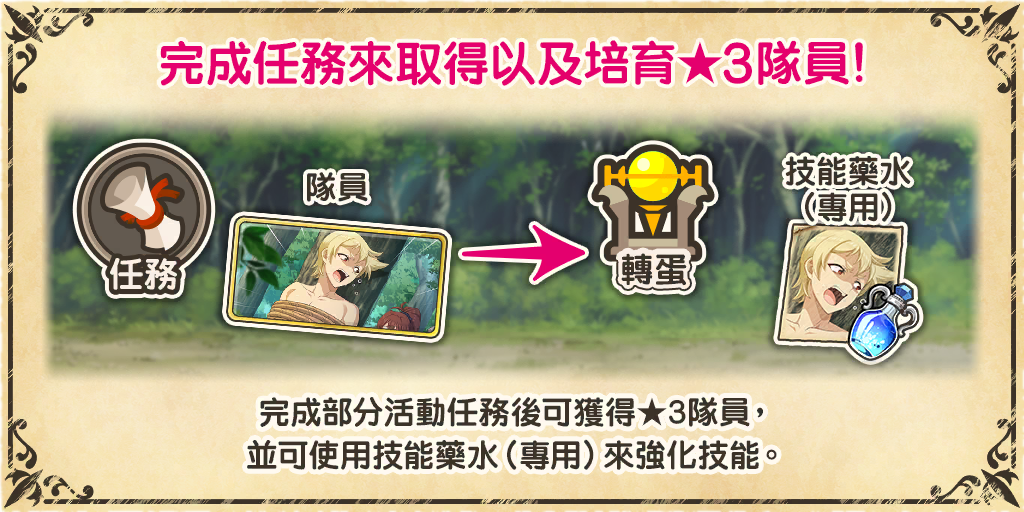 完成任務來取得以及培育★3隊員!
任務
隊員
轉蛋
技能藥水
(專用)
完成部分活動任務後可獲得★3隊員，
並可使用技能藥水(專用)來強化技能。